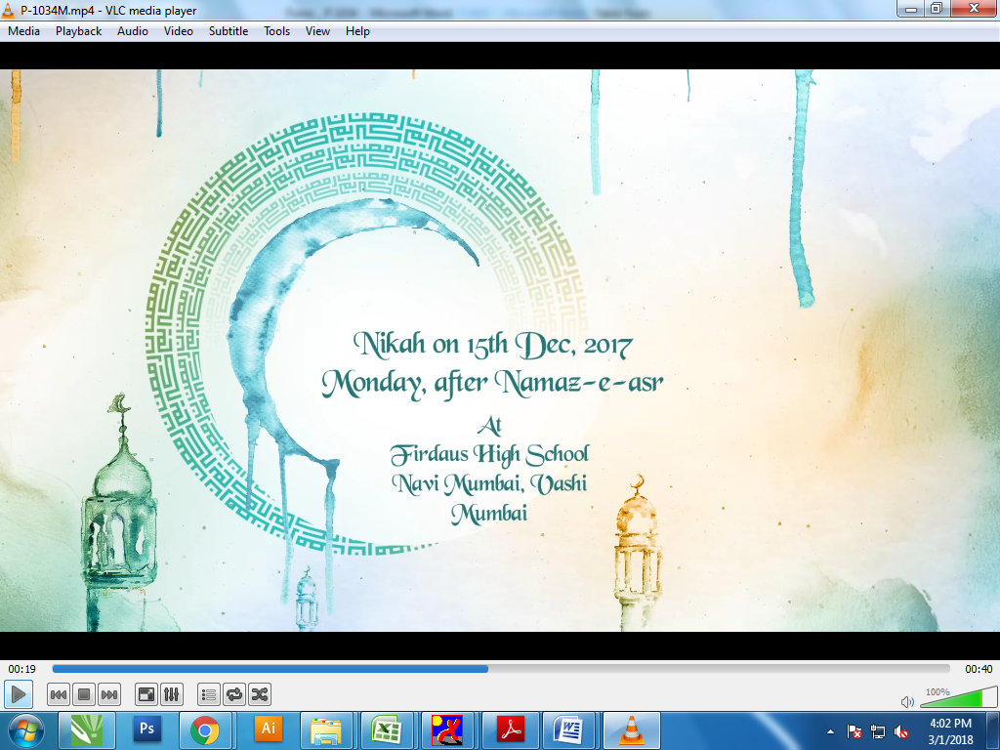 P-1034M.mp4 - VLC media player
Media Playback Audio Video Subtitle Tools View Help
Nikah on 15th Dec, 2017
Monday, after Namaz-e-asr
At
Firdaus High School
Navi Mumbai, Vashi
Mumbai
00:19
00:40
100%
Ps
Ai
4:02 PM
3/1/2018